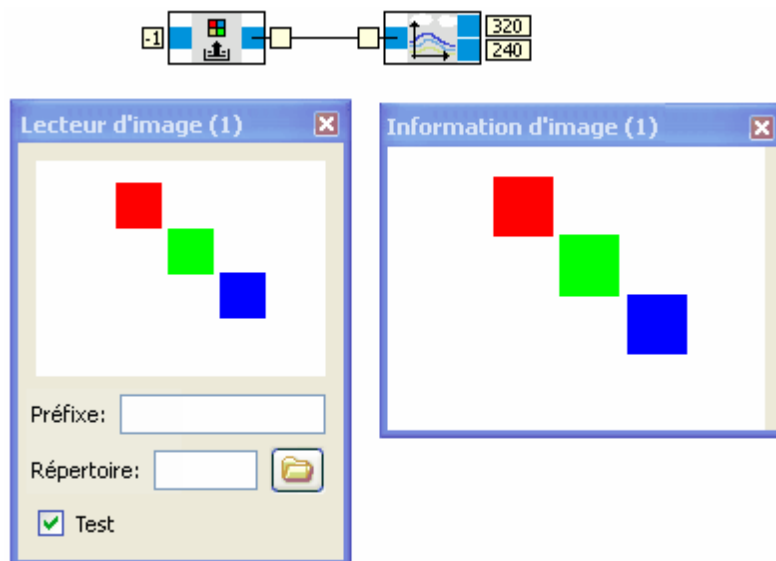 -1
320
240
Lecteur d'image (1)
Information d'image (1)
Préfixe:
Répertoire:
Test